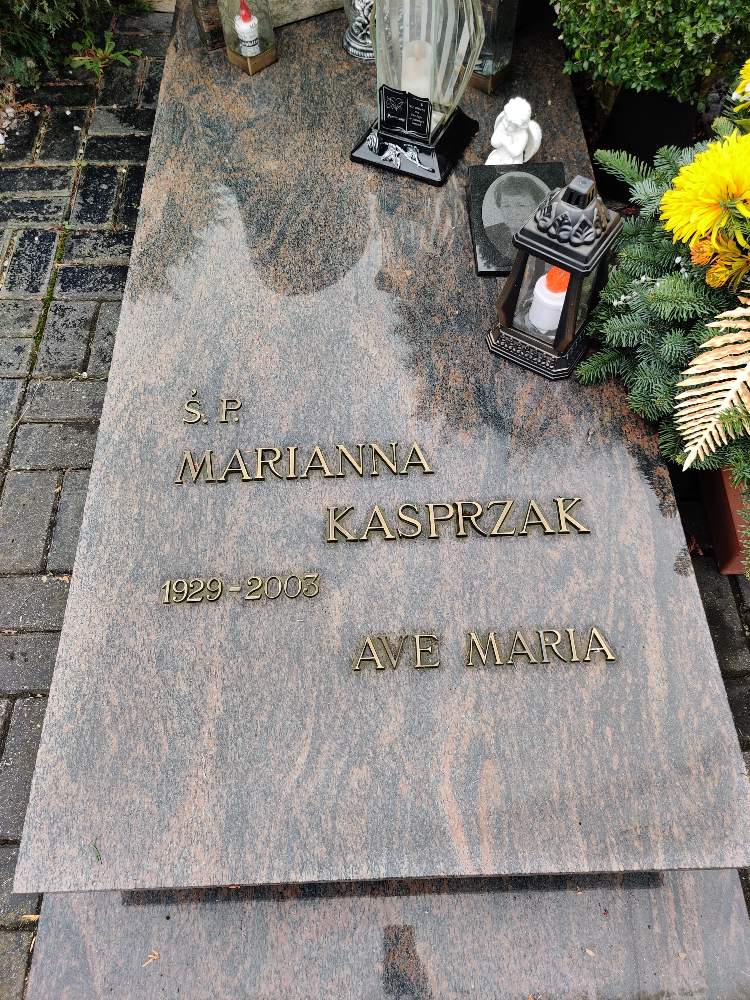 Ś. P.
MARIANNA
KASPRZAK
1929-2003
AVE MARIA